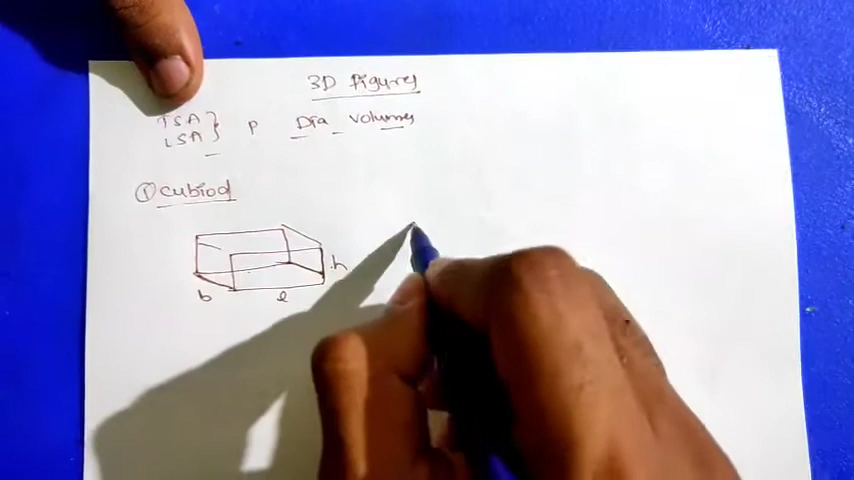 3D Figures
TSA } P Dia Volumes
LSA
① Cubiod
h
b l